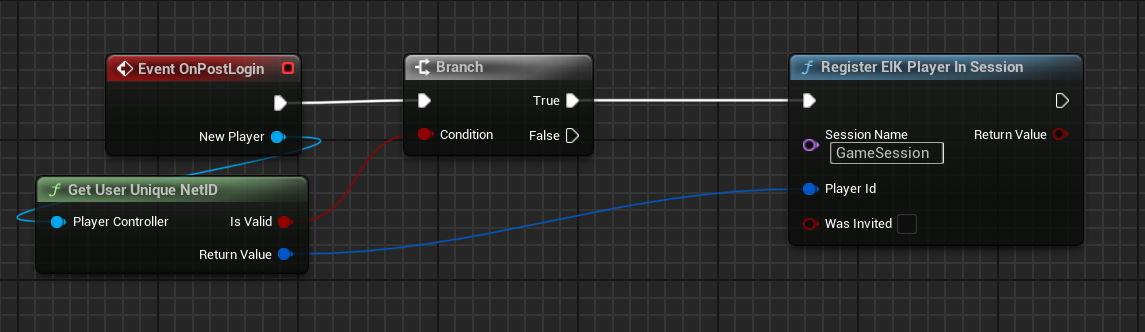 Event OnPostLogin
New Player
Get User Unique NetID
Player Controller
Is Valid
Return Value
Branch
True
Condition
False
Register EIK Player In Session
Session Name
Return Value
GameSession
Player Id
Was Invited